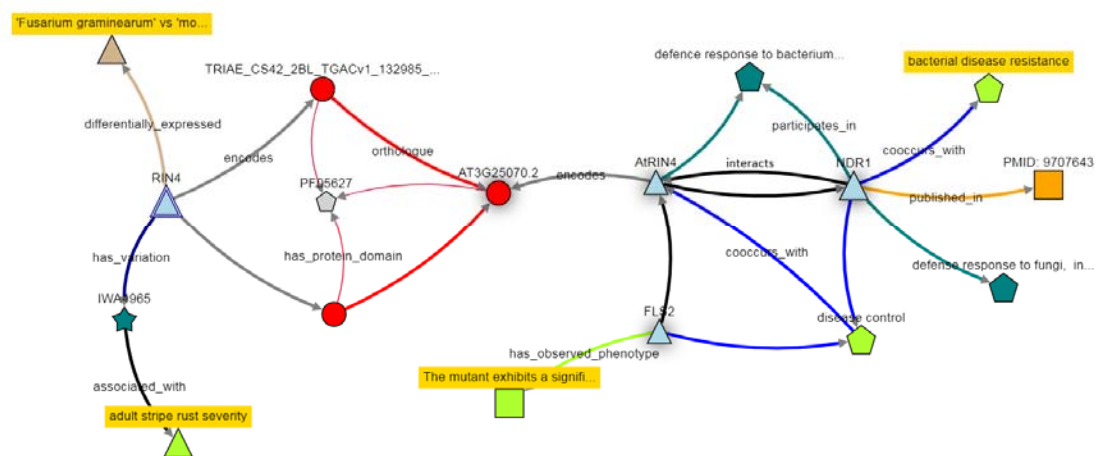 'Fusarium graminearum' vs 'mo...
TRIAE_CS42_2BL_TGACv1_132985_...
defence response to bacterium...
bacterial disease resistance
differentially_expressed
participates_in
encodes
orthologue
cooccurs_with
RIN4
PF05627
AT3G25070.2
encodes
AtRIN4
interacts
NDR1
PMID: 9707643
published_in
has_variation
has_protein_domain
cooccurs_with
defense response to fungi, in...
FLS2
disease control
has_observed_phenotype
The mutant exhibits a signifi...
associated_with
adult stripe rust severity